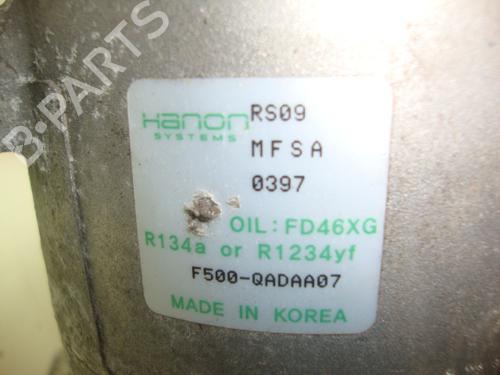 B-PARTS
Hanon RS09
SYSTEMS
MFSA
0397
OIL: FD46XG
R134a or R1234yf
F500-QADAA07
MADE IN KOREA